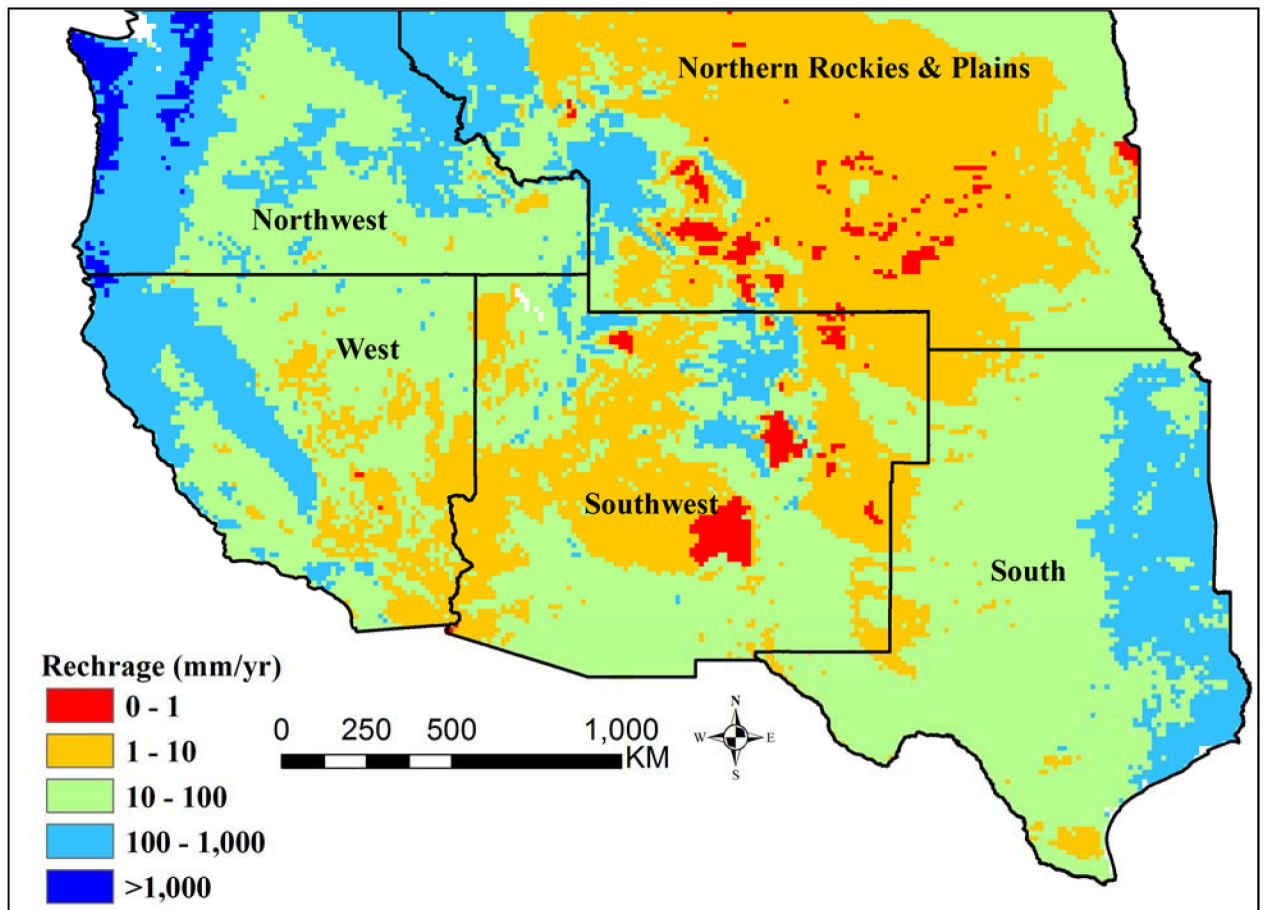 Northern Rockies & Plains
Northwest
West
Southwest
South
Rechrage (mm/yr)
0 - 1
1 - 10
10 - 100
100 - 1,000
>1,000
0 250 500 1,000
KM
N
W E
S